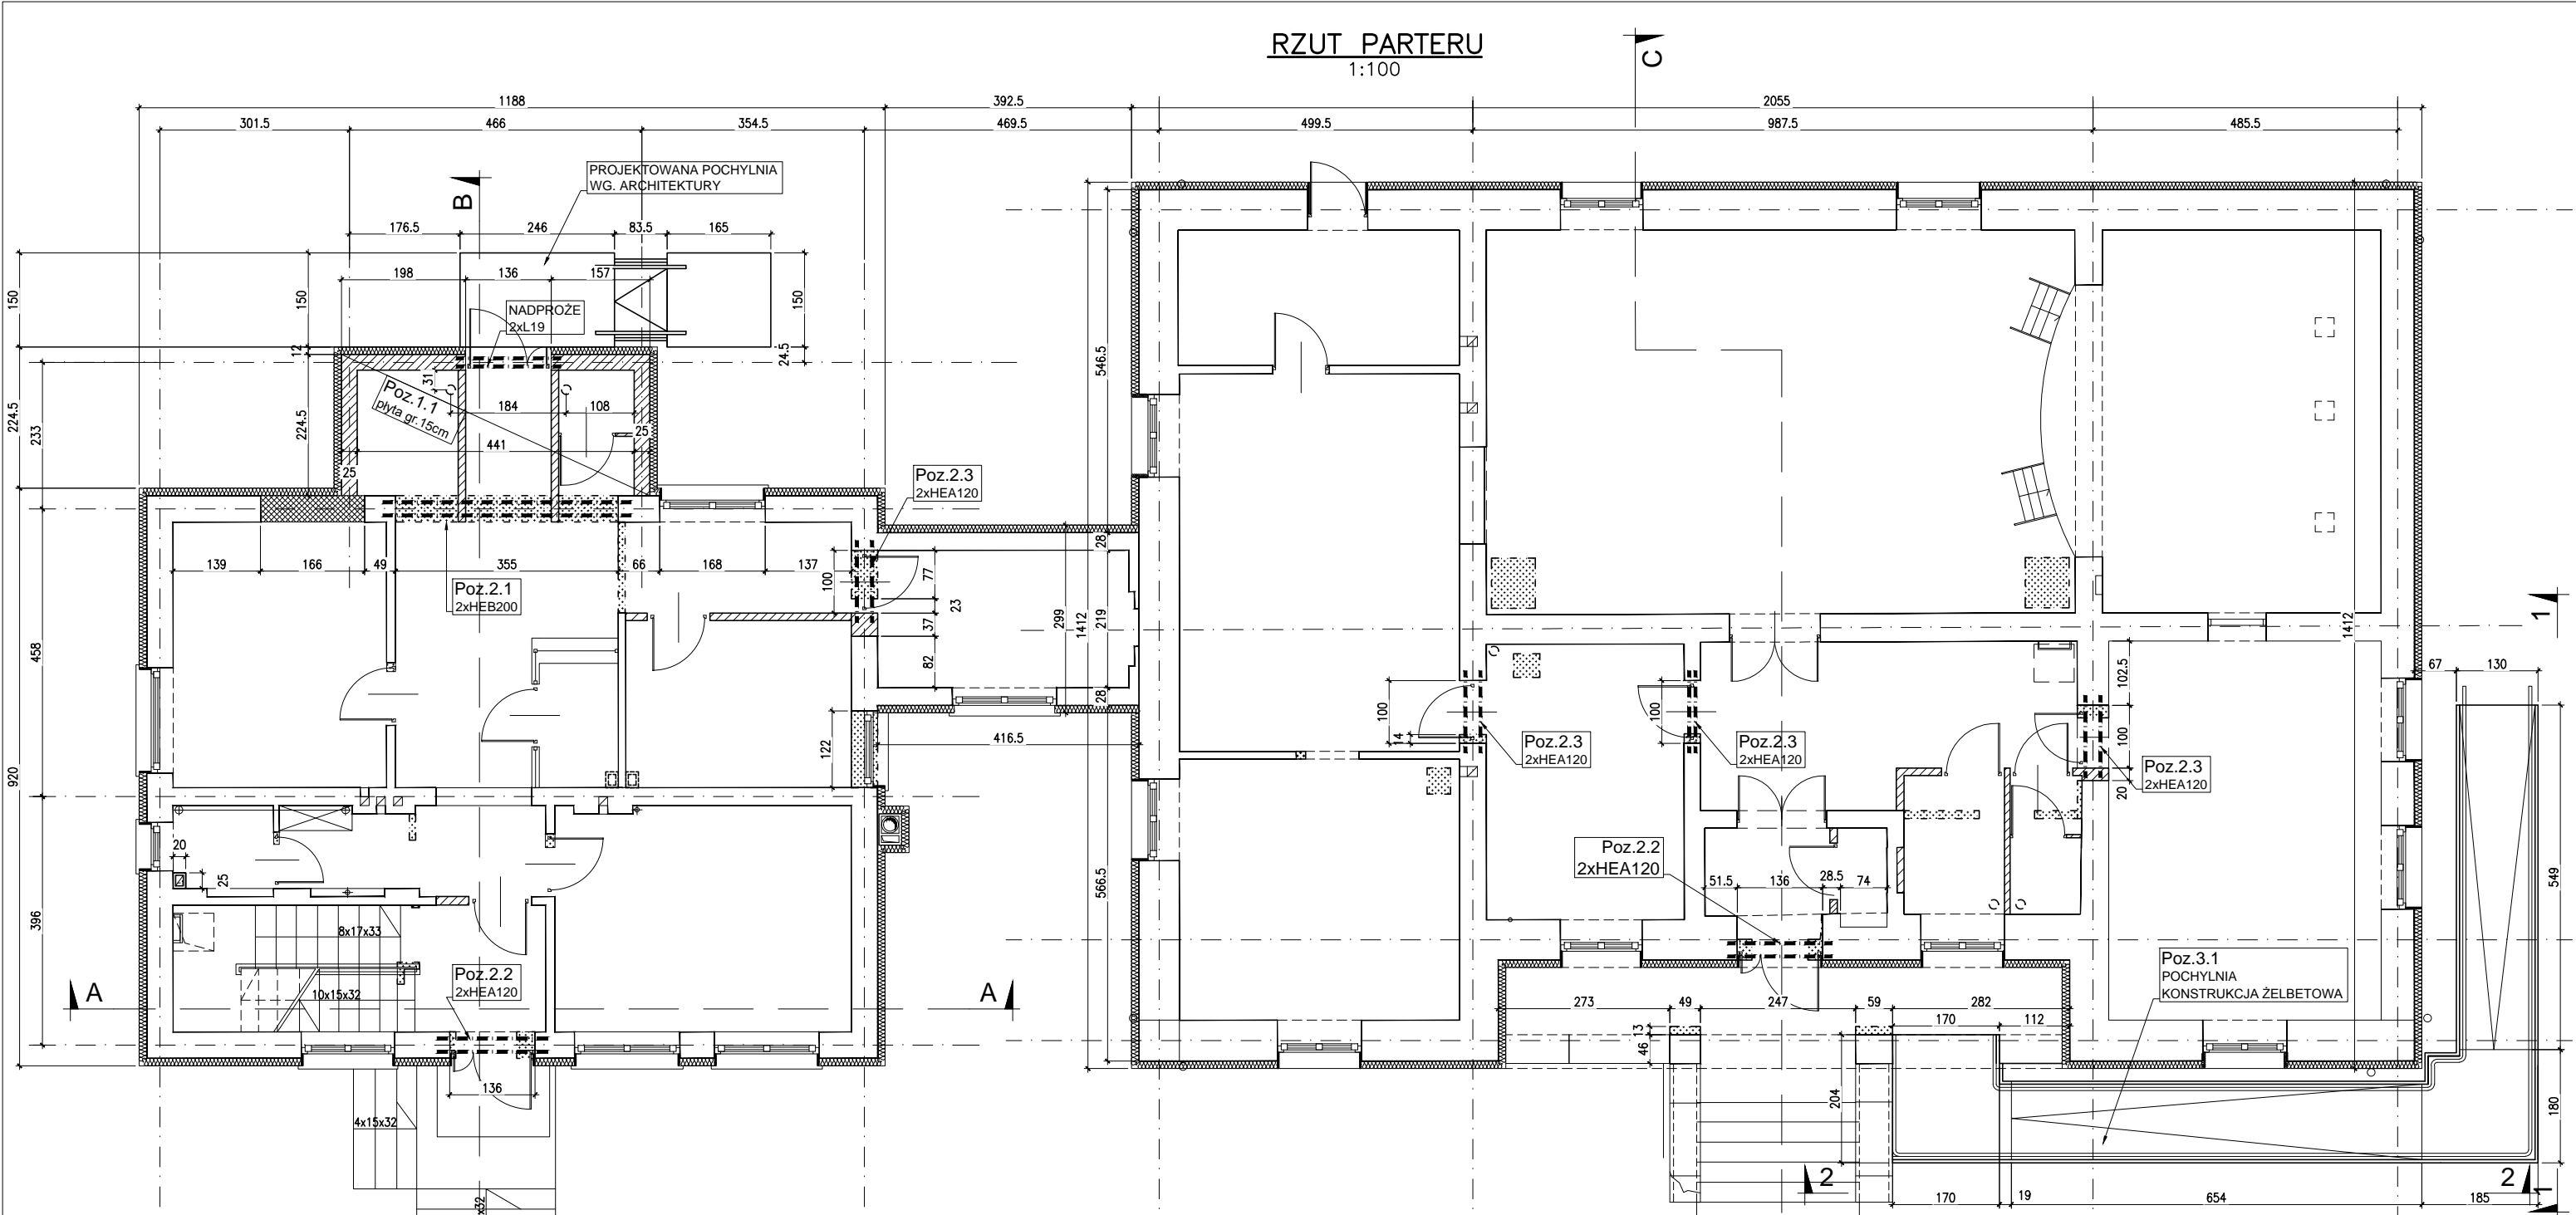 RZUT PARTERU
1:100
C
1188
392.5
2055
301.5
466
354.5
469.5
499.5
987.5
485.5
B
PROJEKTOWANA POCHYLNIA
WG. ARCHITEKTURY
176.5
246
83.5
165
198
136
157
150
150
150
NADPROŻE
2xL19
12
24.5
31
Poz.1.1
płyta gr.15cm
184
108
441
25
25
224.5
233
224.5
546.5
Poz.2.3
2xHEA120
139
166
49
355
66
168
137
100
77
23
37
82
28
28
299
1412
219
Poz.2.1
2xHEB200
458
920
122
416.5
1412
1
102.5
67
130
100
14
100
100
20
Poz.2.3
2xHEA120
Poz.2.3
2xHEA120
Poz.2.3
2xHEA120
Poz.2.2
2xHEA120
20
25
396
566.5
51.5
136
28.5
74
549
8x17x33
10x15x32
Poz.2.2
2xHEA120
A
A
Poz.3.1
POCHYLNIA
KONSTRUKCJA ŻELBETOWA
273
49
247
59
282
170
112
13
46
136
4x15x32
204
180
2
2
1
170
19
654
185
x32